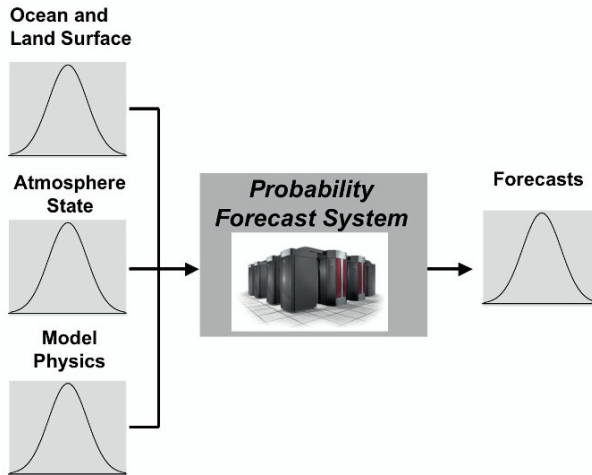 Ocean and
Land Surface
Atmosphere
State
Model
Physics
Probability
Forecast System
Forecasts